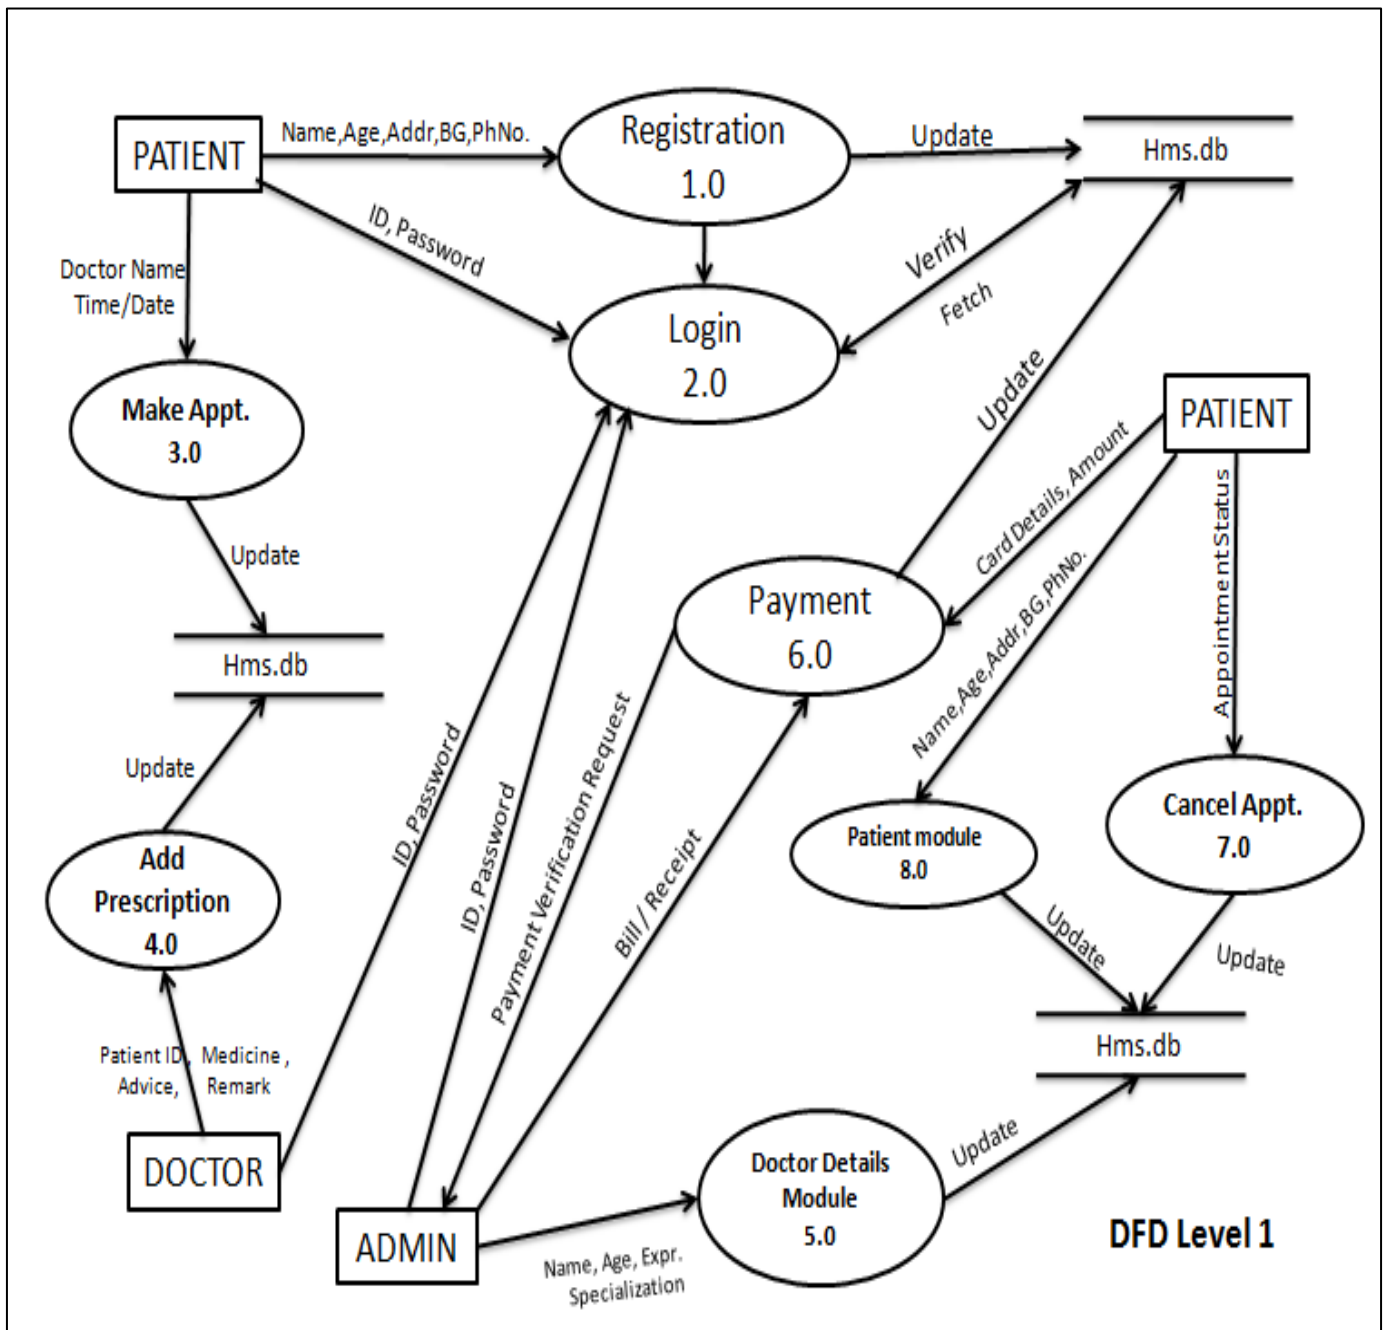 Name,Age,Addr,BG,PhNo.
Registration
1.0
Update
Hms.db
PATIENT
ID, Password
Verify
Fetch
Doctor Name
Time/Date
Login
2.0
Update
Make Appt.
3.0
PATIENT
Card Details, Amount
AppointmentStatus
Name,Age,Addr,BG,PhNo.
Update
Payment
6.0
Hms.db
Update
ID, Password
ID, Password
Payment Verification Request
Bill / Receipt
Patient module
8.0
Cancel Appt.
7.0
Add
Prescription
4.0
Update
Update
Patient ID, Medicine ,
Advice, Remark
Hms.db
DOCTOR
ADMIN
Name, Age, Expr.
Specialization
Doctor Details
Module
5.0
Update
DFD Level 1